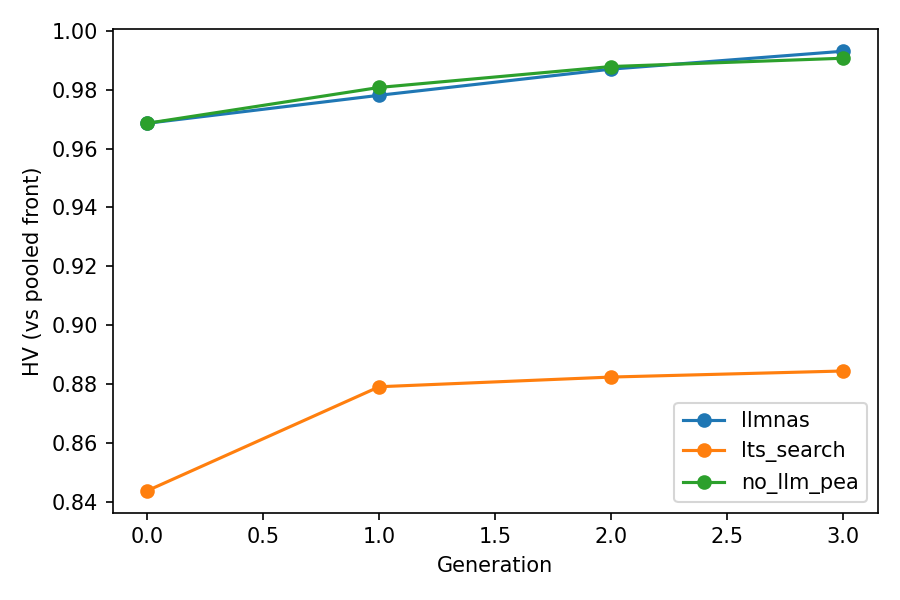 1.00
0.98
0.96
0.94
0.92
0.90
0.88
0.86
0.84
HV (vs pooled front)
0.0 0.5 1.0 1.5 2.0 2.5 3.0
Generation
llmnas
lts_search
no_llm_pea